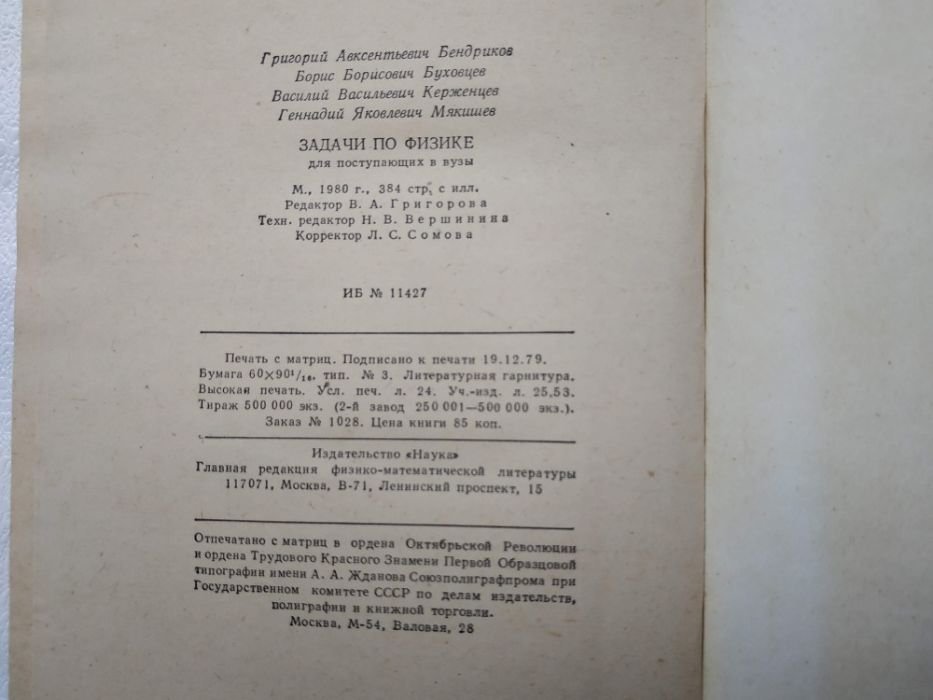 Григорий Авксентьевич Бендриков
Борис Борисович Буховцев
Василий Васильевич Керженцев
Геннадий Яковлевич Мякишев
ЗАДАЧИ ПО ФИЗИКЕ
для поступающих в вузы
М., 1980 г., 384 стр. с илл.
Редактор В. А. Григорова
Техн. редактор Н. В. Вершинина
Корректор Л. С. Сомова
ИБ № 11427
Печать с матриц. Подписано к печати 19.12.79.
Бумага 60×90¹/₁₆, тип. № 3. Литературная гарнитура.
Высокая печать. Усл. печ. л. 24. Уч.-изд. л. 25,53.
Тираж 500 000 экз. (2-й завод 250 001—500 000 экз.).
Заказ № 1028. Цена книги 85 коп.
Издательство «Наука»
Главная редакция физико-математической литературы
117071, Москва, В-71, Ленинский проспект, 15
Отпечатано с матриц в ордена Октябрьской Революции
и ордена Трудового Красного Знамени Первой Образцовой
типографии имени А. А. Жданова Союзполиграфпрома при
Государственном комитете СССР по делам издательств,
полиграфии и книжной торговли.
Москва, М-54, Валовая, 28